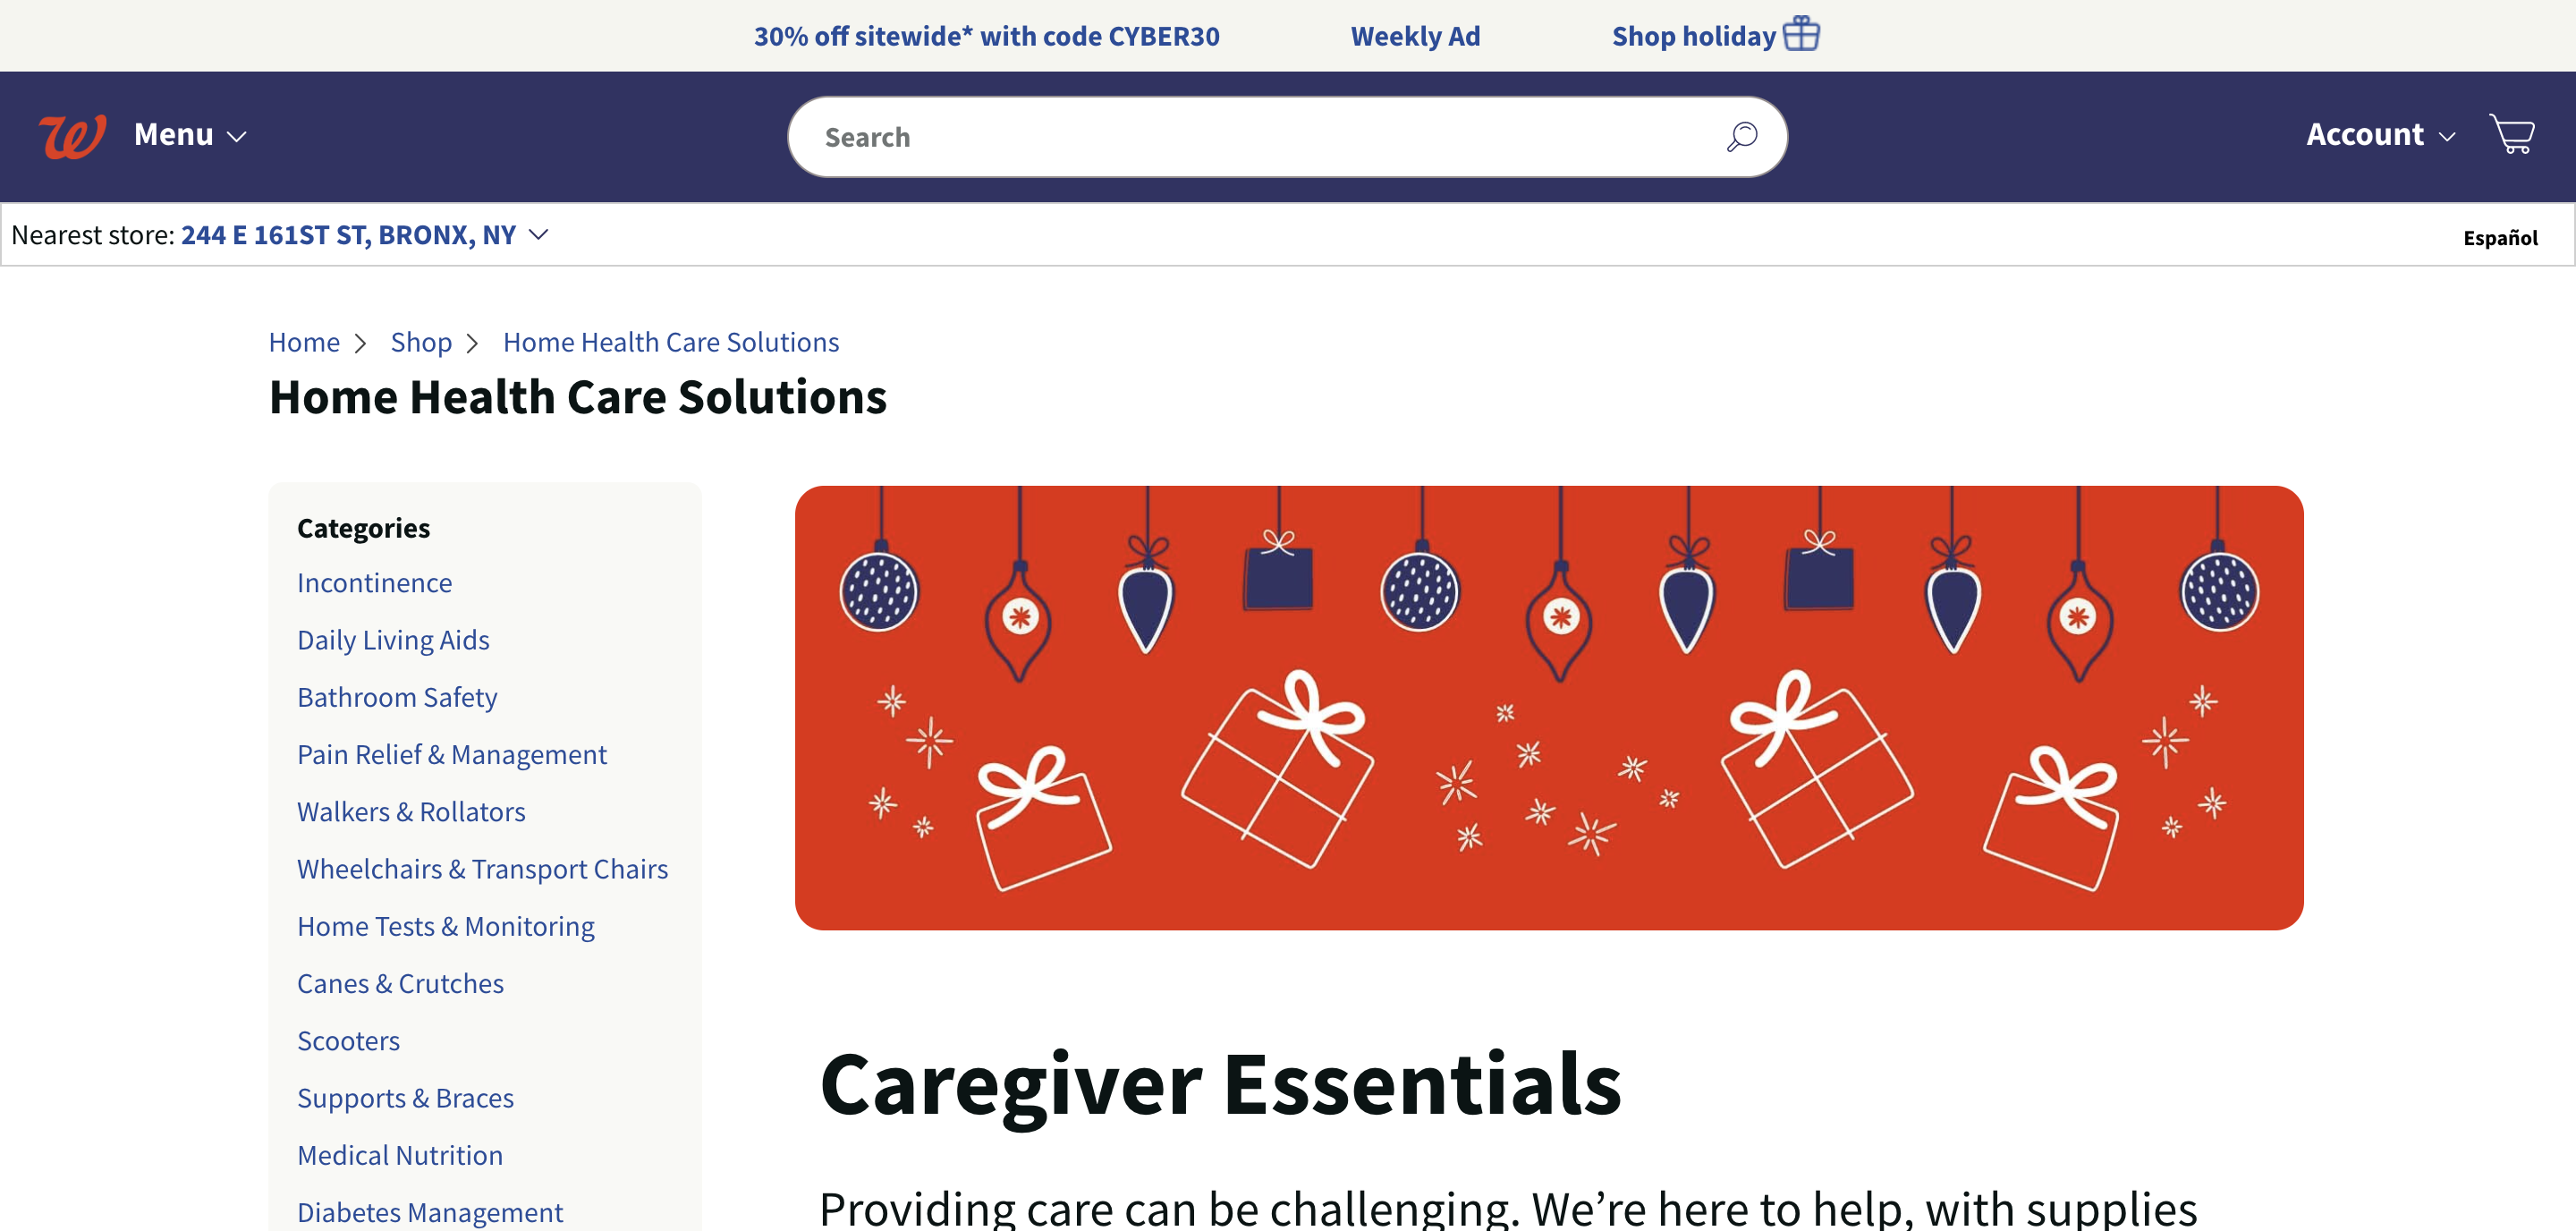 30% off sitewide* with code CYBER30 Weekly Ad Shop holiday
W Menu Search Account
Nearest store: 244 E 161ST ST, BRONX, NY Español
Home Shop Home Health Care Solutions
Home Health Care Solutions
Categories
Incontinence
Daily Living Aids
Bathroom Safety
Pain Relief & Management
Walkers & Rollators
Wheelchairs & Transport Chairs
Home Tests & Monitoring
Canes & Crutches
Scooters
Supports & Braces
Medical Nutrition
Diabetes Management
Caregiver Essentials
Providing care can be challenging. We’re here to help, with supplies